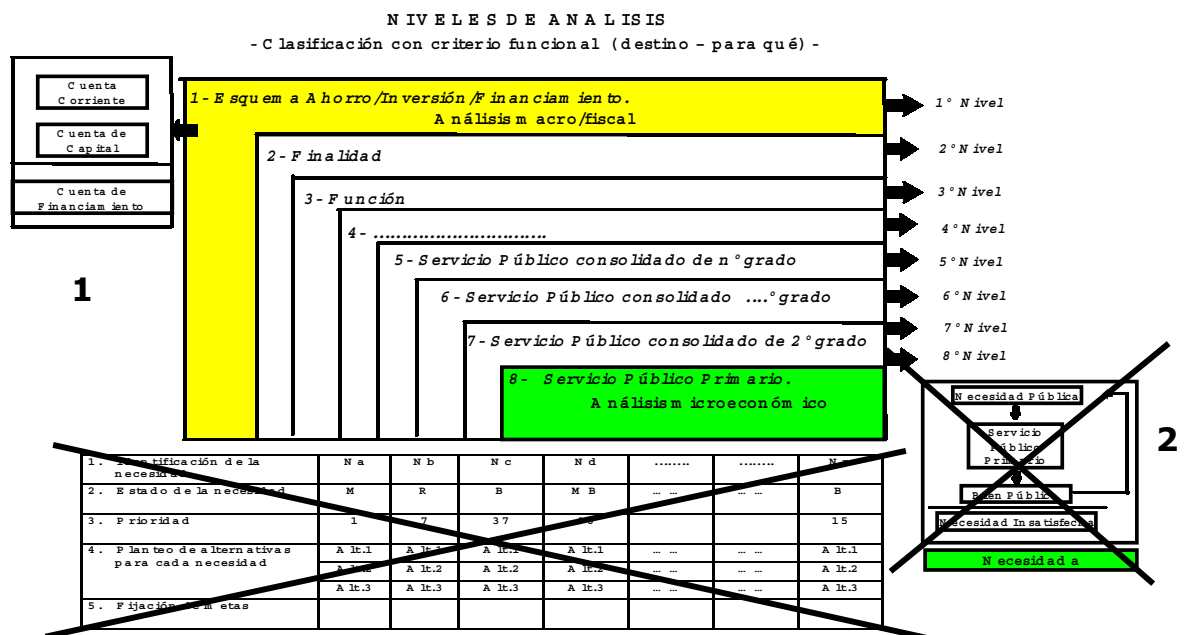 NIVELES DE ANALISIS
- Clasificación con criterio funcional (destino – para qué) -
Cuenta
Corriente
Cuenta de
Capital
Cuenta de
Financiamiento
1
1- Esquema Ahorro/Inversión/Financiamiento.
Análisis macro/fiscal
2- Finalidad
3- Función
4- ..............................
5- Servicio Público consolidado de n° grado
6- Servicio Público consolidado ....° grado
7- Servicio Público consolidado de 2° grado
8- Servicio Público Primario.
Análisis microeconómico
1° Nivel
2° Nivel
3° Nivel
4° Nivel
5° Nivel
6° Nivel
7° Nivel
8° Nivel
Necesidad Pública
Servicio
Público
Primario
Bien Público
Necesidad Insatisfecha
Necesidad a
2
1. Identificación de la necesidad Na Nb Nc Nd ........ ........
2. Estado de la necesidad M R B MB ... ... ... ... B
3. Prioridad 1 7 37 15
4. Planteo de alternativas para cada necesidad Alt.1 Alt.1 Alt.1 Alt.1 ... ... ... ... Alt.1
Alt.2 Alt.2 Alt.2 Alt.2 ... ... ... ... Alt.2
Alt.3 Alt.3 Alt.3 Alt.3 ... ... ... ... Alt.3
5. Fijación de metas